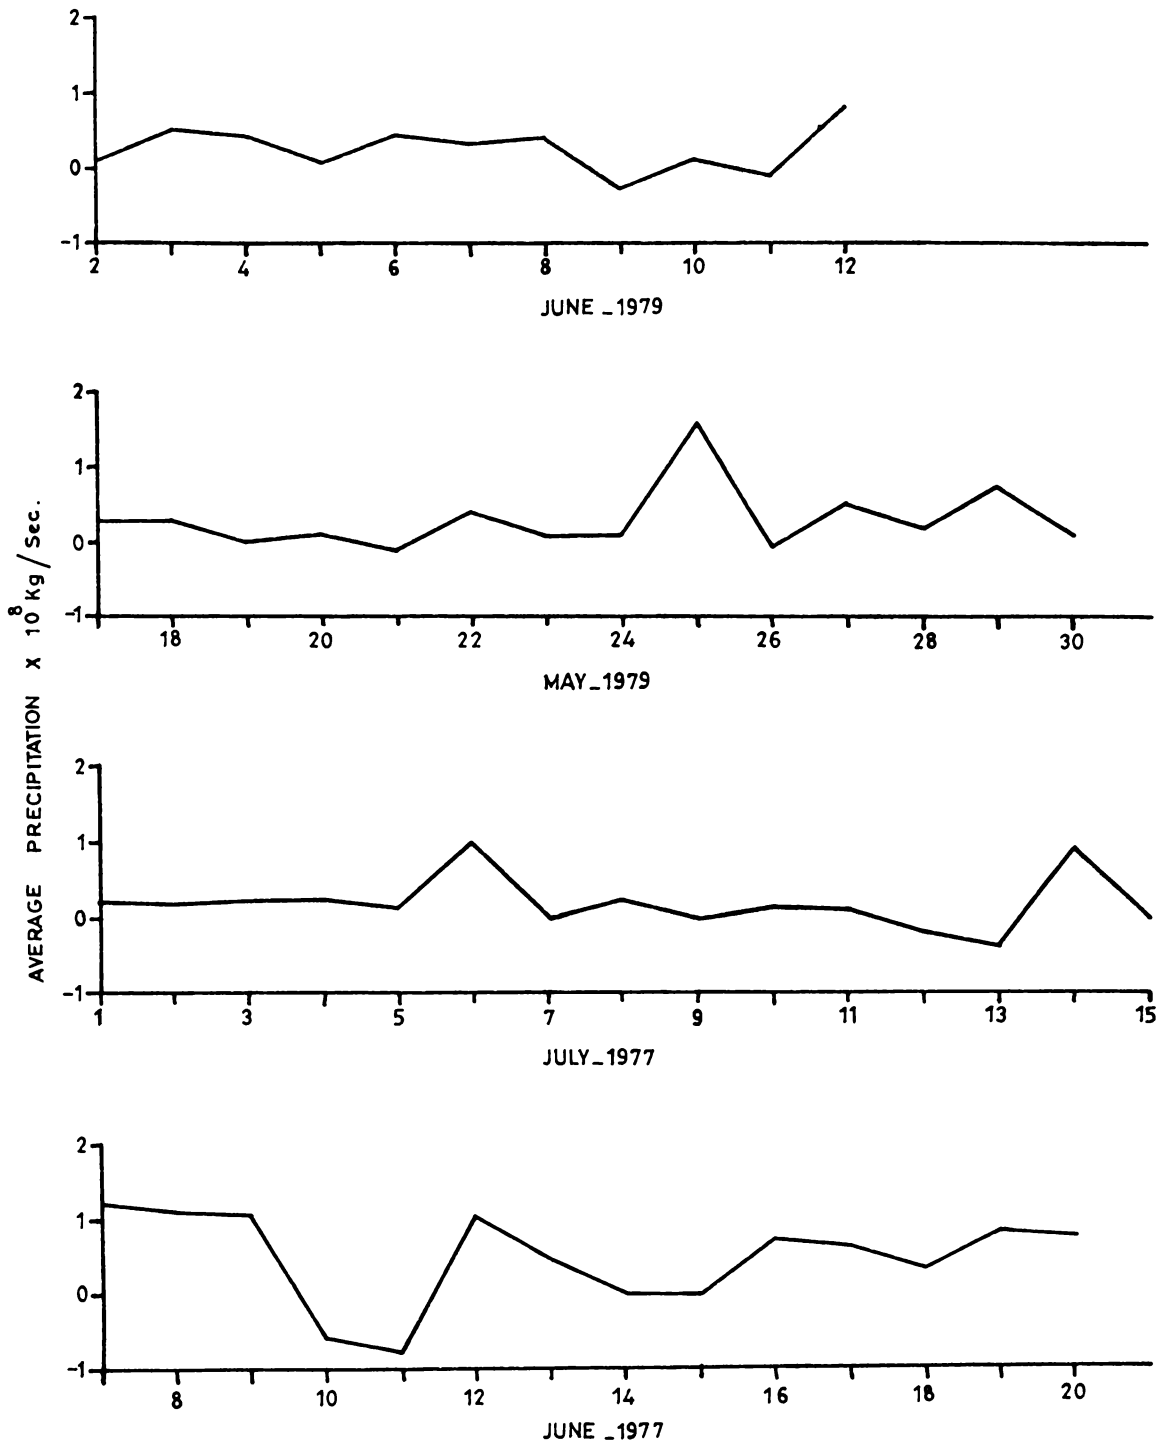 2
1
0
-1
2 4 6 8 10 12
JUNE _1979
2
1
0
-1
18 20 22 24 26 28 30
MAY_1979
AVERAGE PRECIPITATION X 10⁸ Kg / Sec.
2
1
0
-1
1 3 5 7 9 11 13 15
JULY_1977
2
1
0
-1
8 10 12 14 16 18 20
JUNE _1977